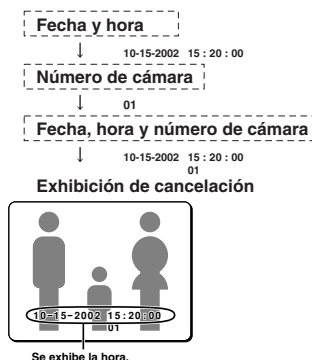 Fecha y hora
↓ 10-15-2002 15 : 20 : 00
Número de cámara
↓ 01
Fecha, hora y número de cámara
↓ 10-15-2002 15 : 20 : 00
01
Exhibición de cancelación
10-15-2002 15:20:00
01
Se exhibe la hora.